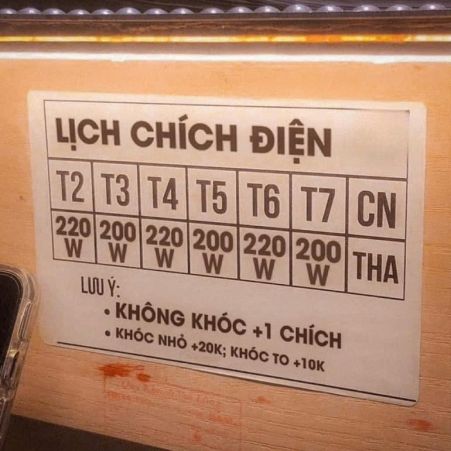 LỊCH CHÍCH ĐIỆN
T2 T3 T4 T5 T6 T7 CN
220 W 200 W 220 W 200 W 220 W 200 W THA
LƯU Ý:
• KHÔNG KHÓC +1 CHÍCH
• KHÓC NHỎ +20K; KHÓC TO +10K